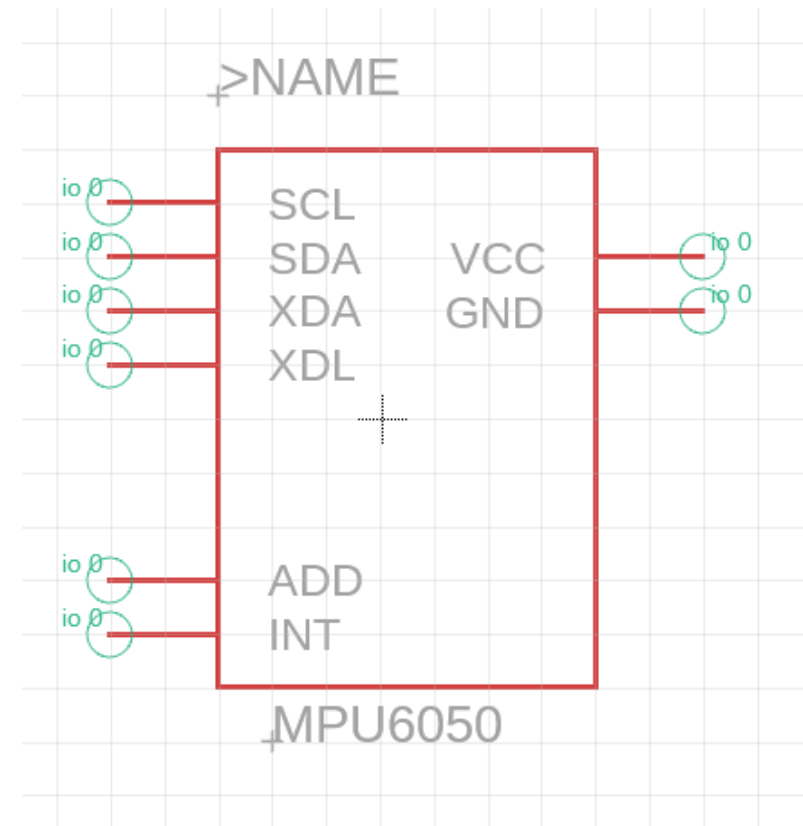 >NAME
io 0
SCL
io 0
SDA
VCC
io 0
io 0
XDA
GND
io 0
io 0
XDL
io 0
ADD
io 0
INT
MPU6050